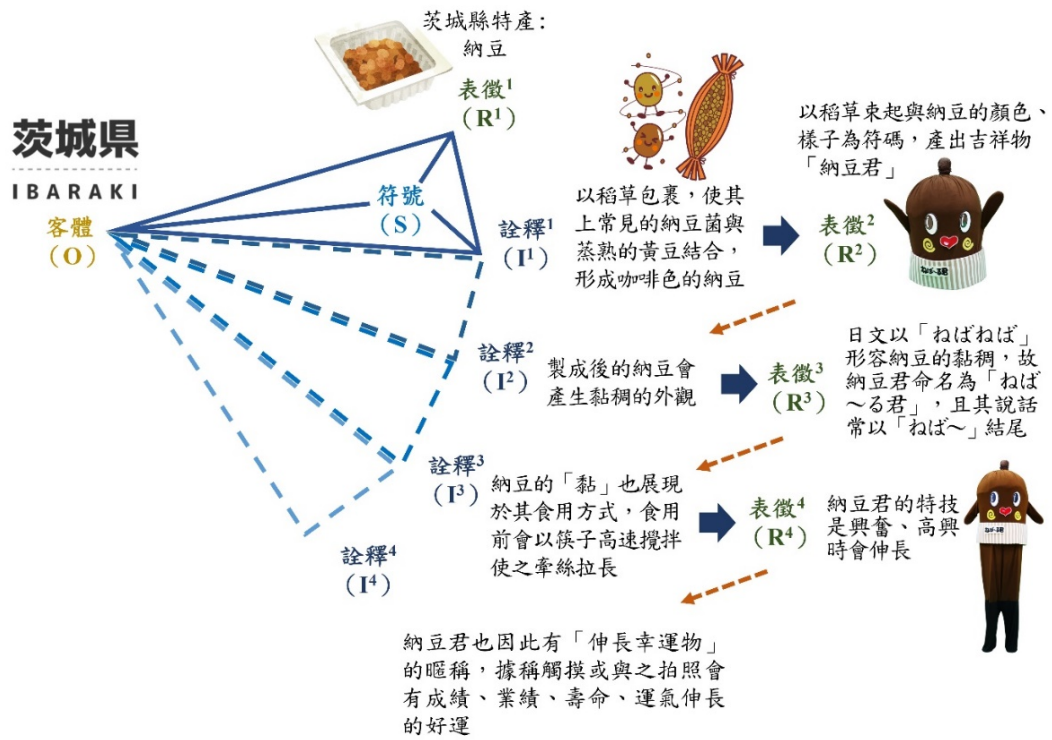 茨城縣特產:
納豆
表徵¹
(R¹)
茨城県
IBARAKI
客體
(O)
符號
(S)
詮釋¹
(I¹)
以稻草包裹，使其
上常見的納豆菌與
蒸熟的黃豆結合，
形成咖啡色的納豆
以稻草束起與納豆的顏色、
樣子為符碼，產出吉祥物
「納豆君」
表徵²
(R²)
詮釋²
(I²)
製成後的納豆會
產生黏稠的外觀
表徵³
(R³)
日文以「ねばねば」
形容納豆的黏稠，故
納豆君命名為「ねば
～る君」，且其說話
常以「ねば～」結尾
詮釋³
(I³)
納豆的「黏」也展現
於其食用方式，食用
前會以筷子高速攪拌
使之牽絲拉長
表徵⁴
(R⁴)
納豆君的特技
是興奮、高興
時會伸長
詮釋⁴
(I⁴)
納豆君也因此有「伸長幸運物」
的暱稱，據稱觸摸或與之拍照會
有成績、業績、壽命、運氣伸長
的好運